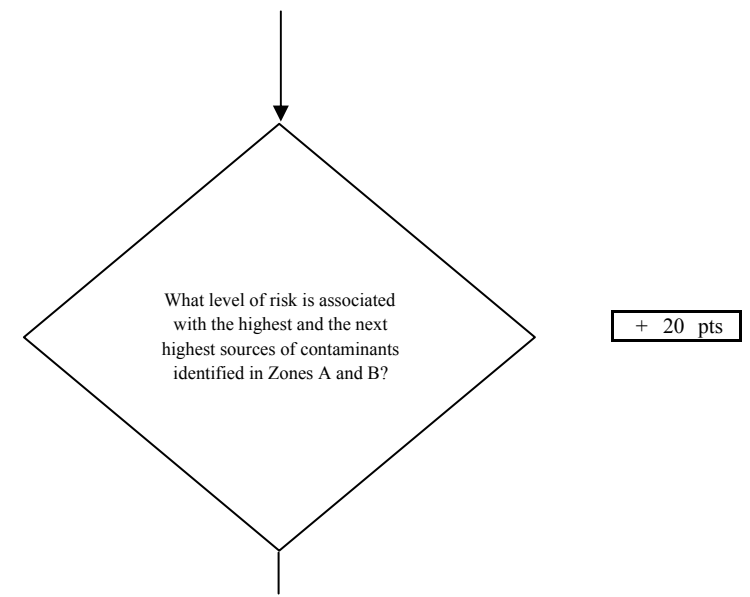 What level of risk is associated
with the highest and the next
highest sources of contaminants
identified in Zones A and B?
+ 20 pts